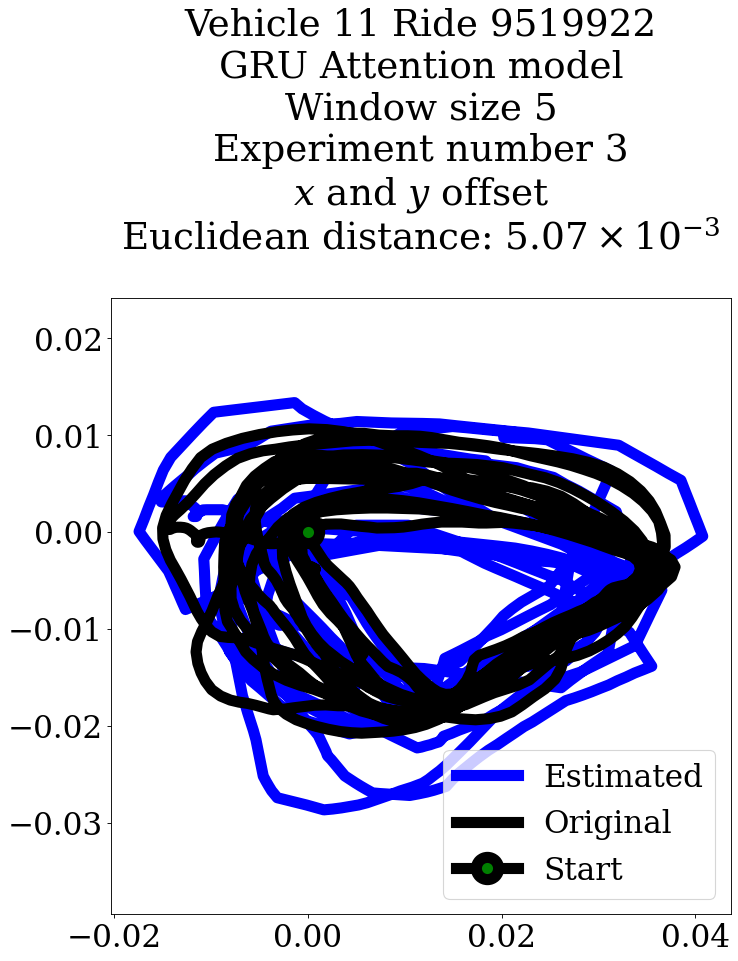 Vehicle 11 Ride 9519922
GRU Attention model
Window size 5
Experiment number 3
x and y offset
Euclidean distance: 5.07 × 10⁻³
0.02
0.01
0.00
−0.01
−0.02
−0.03
Estimated
Original
Start
−0.02 0.00 0.02 0.04